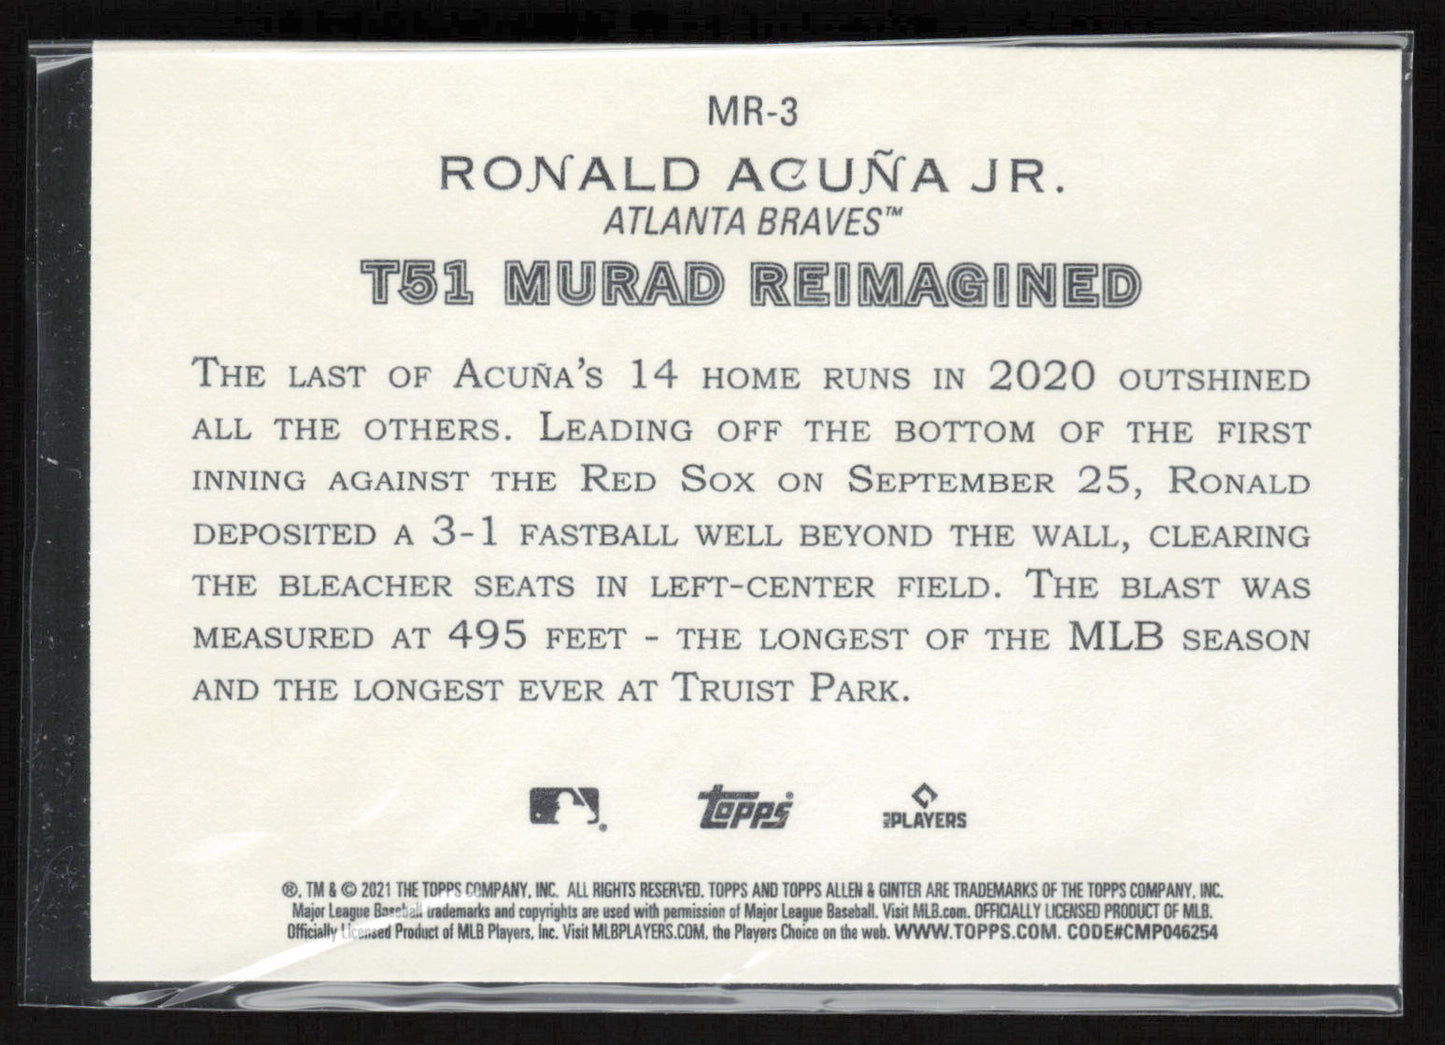 MR-3
RONALD ACUÑA JR.
ATLANTA BRAVES™
T51 MURAD REIMAGINED
THE LAST OF ACUÑA'S 14 HOME RUNS IN 2020 OUTSHINED
ALL THE OTHERS. LEADING OFF THE BOTTOM OF THE FIRST
INNING AGAINST THE RED SOX ON SEPTEMBER 25, RONALD
DEPOSITED A 3-1 FASTBALL WELL BEYOND THE WALL, CLEARING
THE BLEACHER SEATS IN LEFT-CENTER FIELD. THE BLAST WAS
MEASURED AT 495 FEET - THE LONGEST OF THE MLB SEASON
AND THE LONGEST EVER AT TRUIST PARK.
Topps ® MLB PLAYERS
®, TM & © 2021 THE TOPPS COMPANY, INC. ALL RIGHTS RESERVED. TOPPS AND TOPPS ALLEN & GINTER ARE TRADEMARKS OF THE TOPPS COMPANY, INC.
Major League Baseball trademarks and copyrights are used with permission of Major League Baseball. Visit MLB.com. OFFICIALLY LICENSED PRODUCT OF MLB.
Officially Licensed Product of MLB Players, Inc. Visit MLBPLAYERS.COM, the Players Choice on the web. WWW.TOPPS.COM. CODE#CMP046254